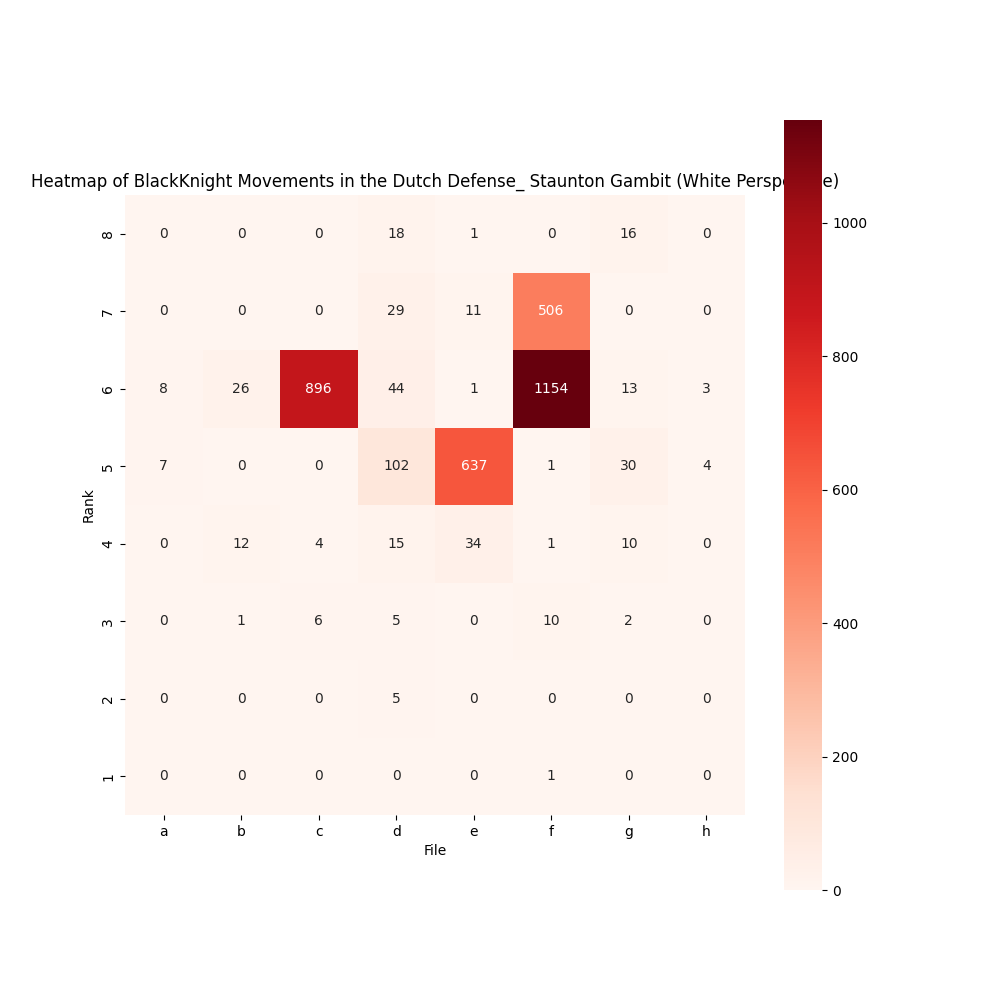 Heatmap of BlackKnight Movements in the Dutch Defense_ Staunton Gambit (White Perspe e)
8 0 0 0 18 1 0 16 0
1000
7 0 0 0 29 11 506 0 0
800
6 8 26 896 44 1 1154 13 3
5 7 0 0 102 637 1 30 4
600
Rank
4 0 12 4 15 34 1 10 0
3 0 1 6 5 0 10 2 0
400
2 0 0 0 5 0 0 0 0
200
1 0 0 0 0 0 1 0 0
a b c d e f g h
File
0